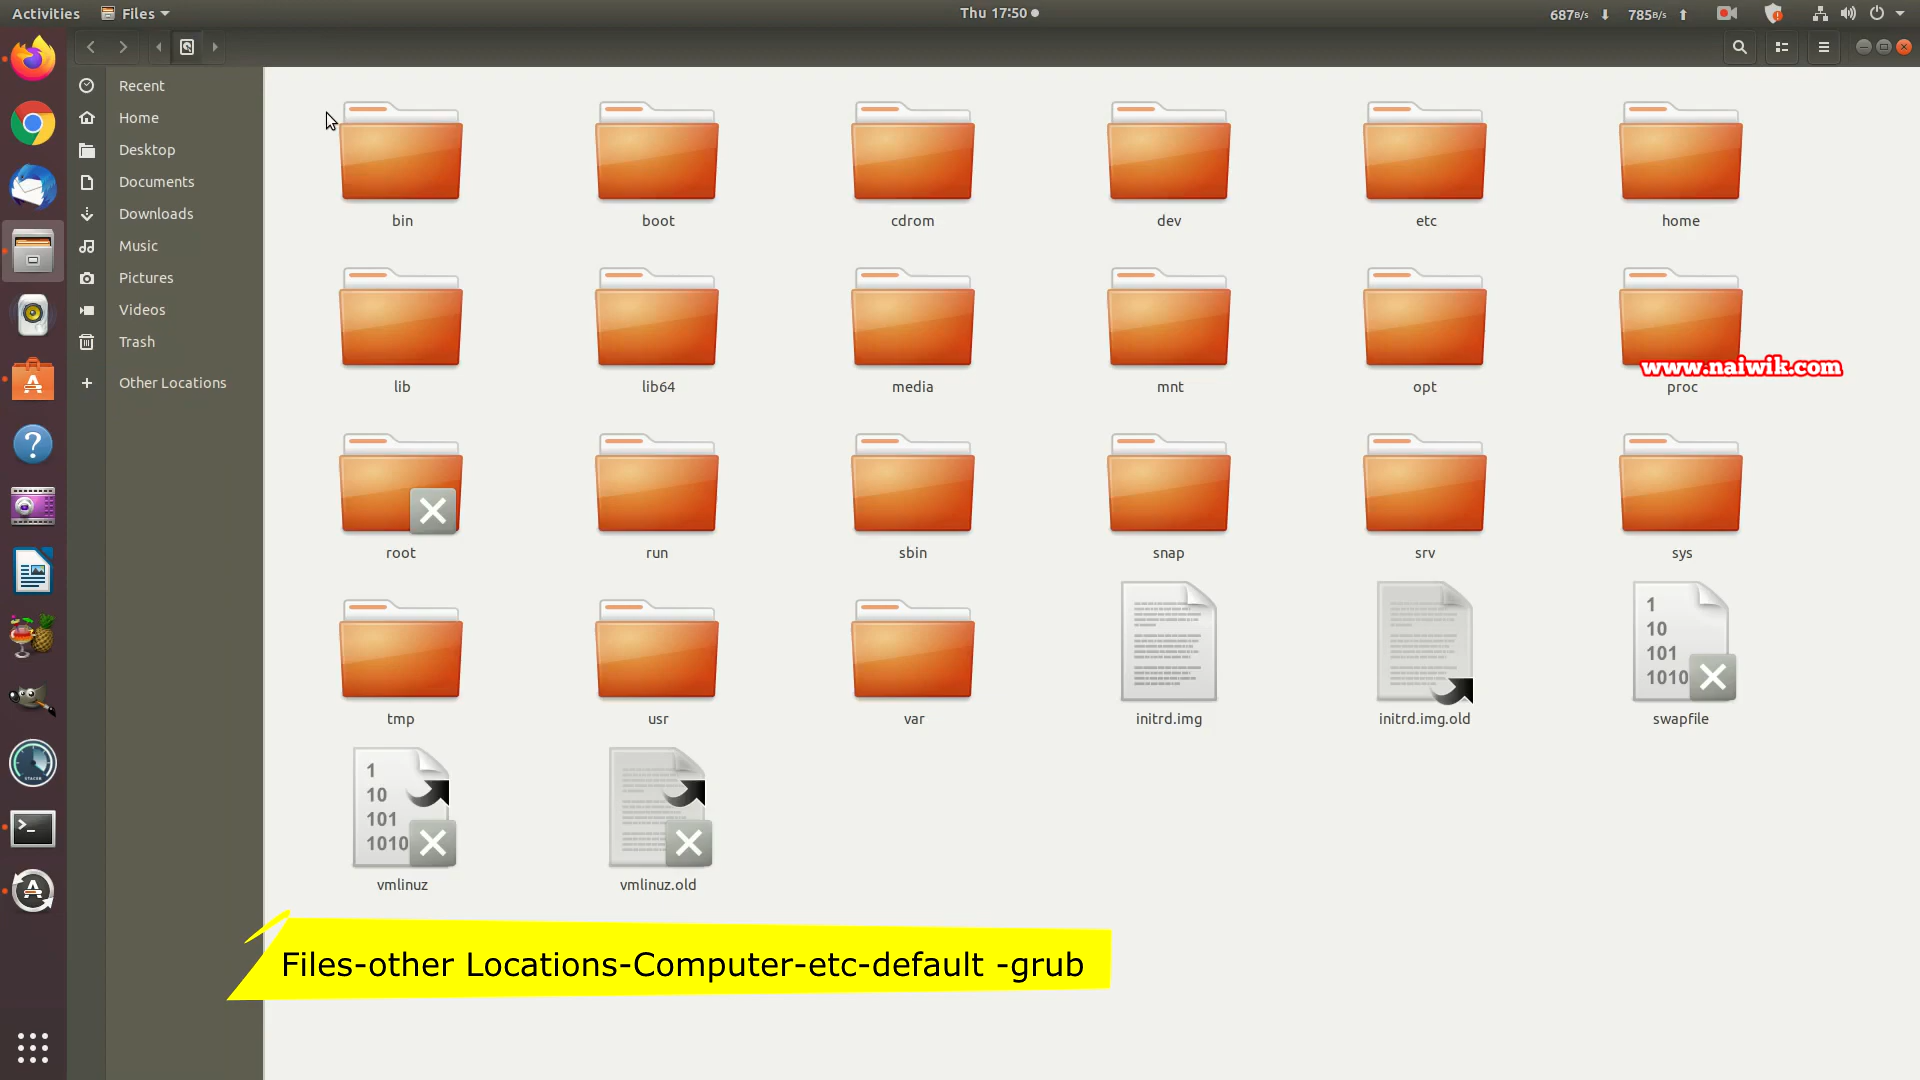 Activities Files Thu 17:50 687B/s 785B/s
Recent
Home
Desktop
Documents
Downloads
Music
Pictures
Videos
Trash
Other Locations
bin boot cdrom dev etc home
lib lib64 media mnt opt proc
www.naiwik.com
root run sbin snap srv sys
1
10
101
1010
tmp usr var initrd.img initrd.img.old swapfile
1
10
101
1010
vmlinuz vmlinuz.old
Files-other Locations-Computer-etc-default -grub